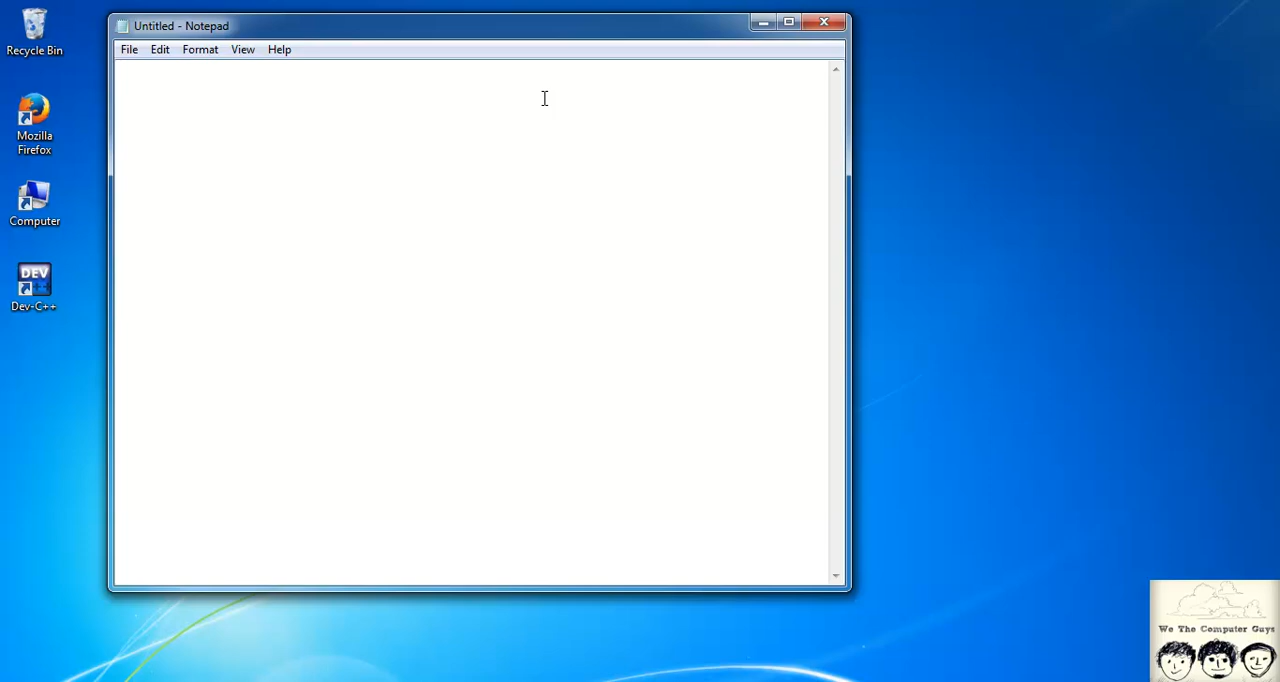 Untitled - Notepad
File Edit Format View Help
Recycle Bin
Mozilla
Firefox
Computer
DEV
Dev-C++
We The Computer Guys